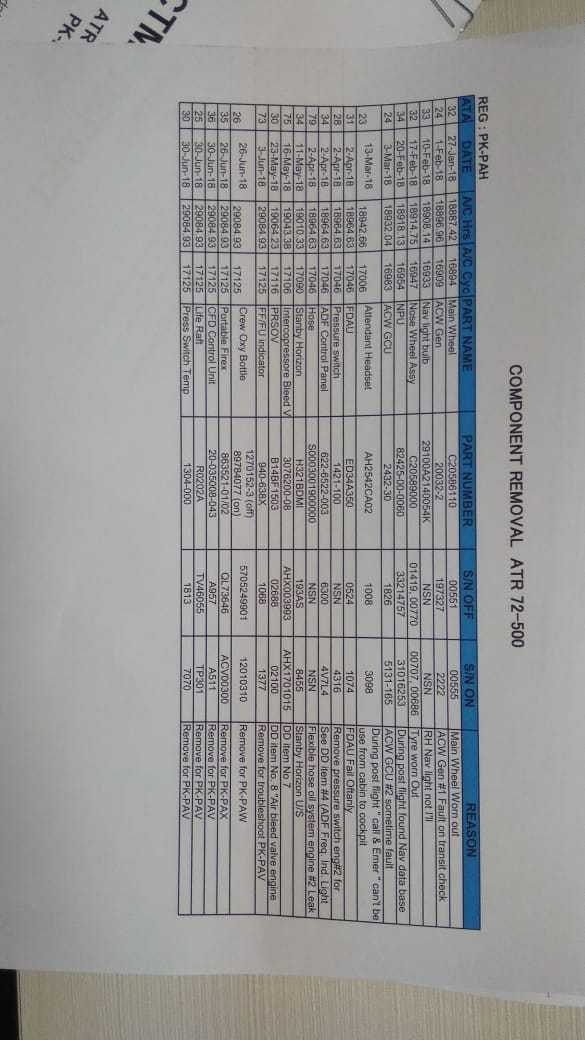 COMPONENT REMOVAL ATR 72-500
REG : PK-PAH
ATA DATE A/C Hrs A/C Cyc PART NAME PART NUMBER S/N OFF S/N ON REASON
32 27-Jan-18 18887.42 16894 Main Wheel C20586110 00551 00555 Main Wheel Worn out
24 1-Feb-18 18896.96 16909 ACW Gen 20032-2 197327 2222 ACW Gen #1 Fault on transit check
33 10-Feb-18 18908.14 16933 Nav light bulb 29100A2140054K NSN NSN RH Nav light not I'll
32 17-Feb-18 18914.75 16947 Nose Wheel Assy C20589000 01419, 00770 00707, 00686 Tyre worn Out
34 20-Feb-18 18918.13 16954 NPU 82425-00-0060 33214757 31016253 During post flight found Nav data base
24 3-Mar-18 18932.04 16983 ACW GCU 2432-30 1826 5131-165 ACW GCU #2 sometime fault
23 13-Mar-18 18942.66 17006 Attendant Headset AH2542CA02 1008 3098 During post flight " call & Emer " can't be
use from cabin to cockpit
31 2-Apr-18 18964.63 17046 FDAU ED34A350 0524 1074 FDAU Fail Oftenly
28 2-Apr-18 18964.63 17046 Pressure switch 1421-100 NSN 4316 Remove pressure switch eng#2 for
34 2-Apr-18 18964.63 17046 ADF Control Panel 622-6522-003 6300 4V7L4 See DD item #4 (ADF Freq. Ind. Light
79 2-Apr-18 18964.63 17046 Hose S0003001900000 NSN NSN Flexible hose oil system engine #2 Leak
34 11-May-18 19010.33 17090 Stanby Horizon H321BDMI 193AS 8455 Stanby Horizon U/S
75 16-May-18 19043.38 17106 Intercopressore Bleed V 3076200-08 AHX003993 AHX1701015 DD item No 7
30 23-May-18 19064.23 17116 PRSOV B14BF1503 02688 02100 DD item No. 8 "Air bleed valve engine
73 3-Jun-18 29084.93 17125 FF/FU indicator 940-638X 1068 1377 Remove for troubleshoot PK-PAV
26 26-Jun-18 29084.93 17125 Crew Oxy Bottle 1270152-3 (off) 5705249901 12010310 Remove for PK-PAW
89784077 (on)
35 26-Jun-18 29084.93 17125 Portable Firex 863521-01/02 QL73646 ACV00300 Remove for PK-PAX
36 30-Jun-18 29084.93 17125 CFD Control Unit 20-035008-043 A957 A511 Remove for PK-PAV
25 30-Jun-18 29084.93 17125 Life Raft R0202A TV46055 TP301 Remove for PK-PAV
30 30-Jun-18 29084.93 17125 Press Switch Temp 1304-000 1813 7070 Remove for PK-PAV
CTM
ATR
PK-